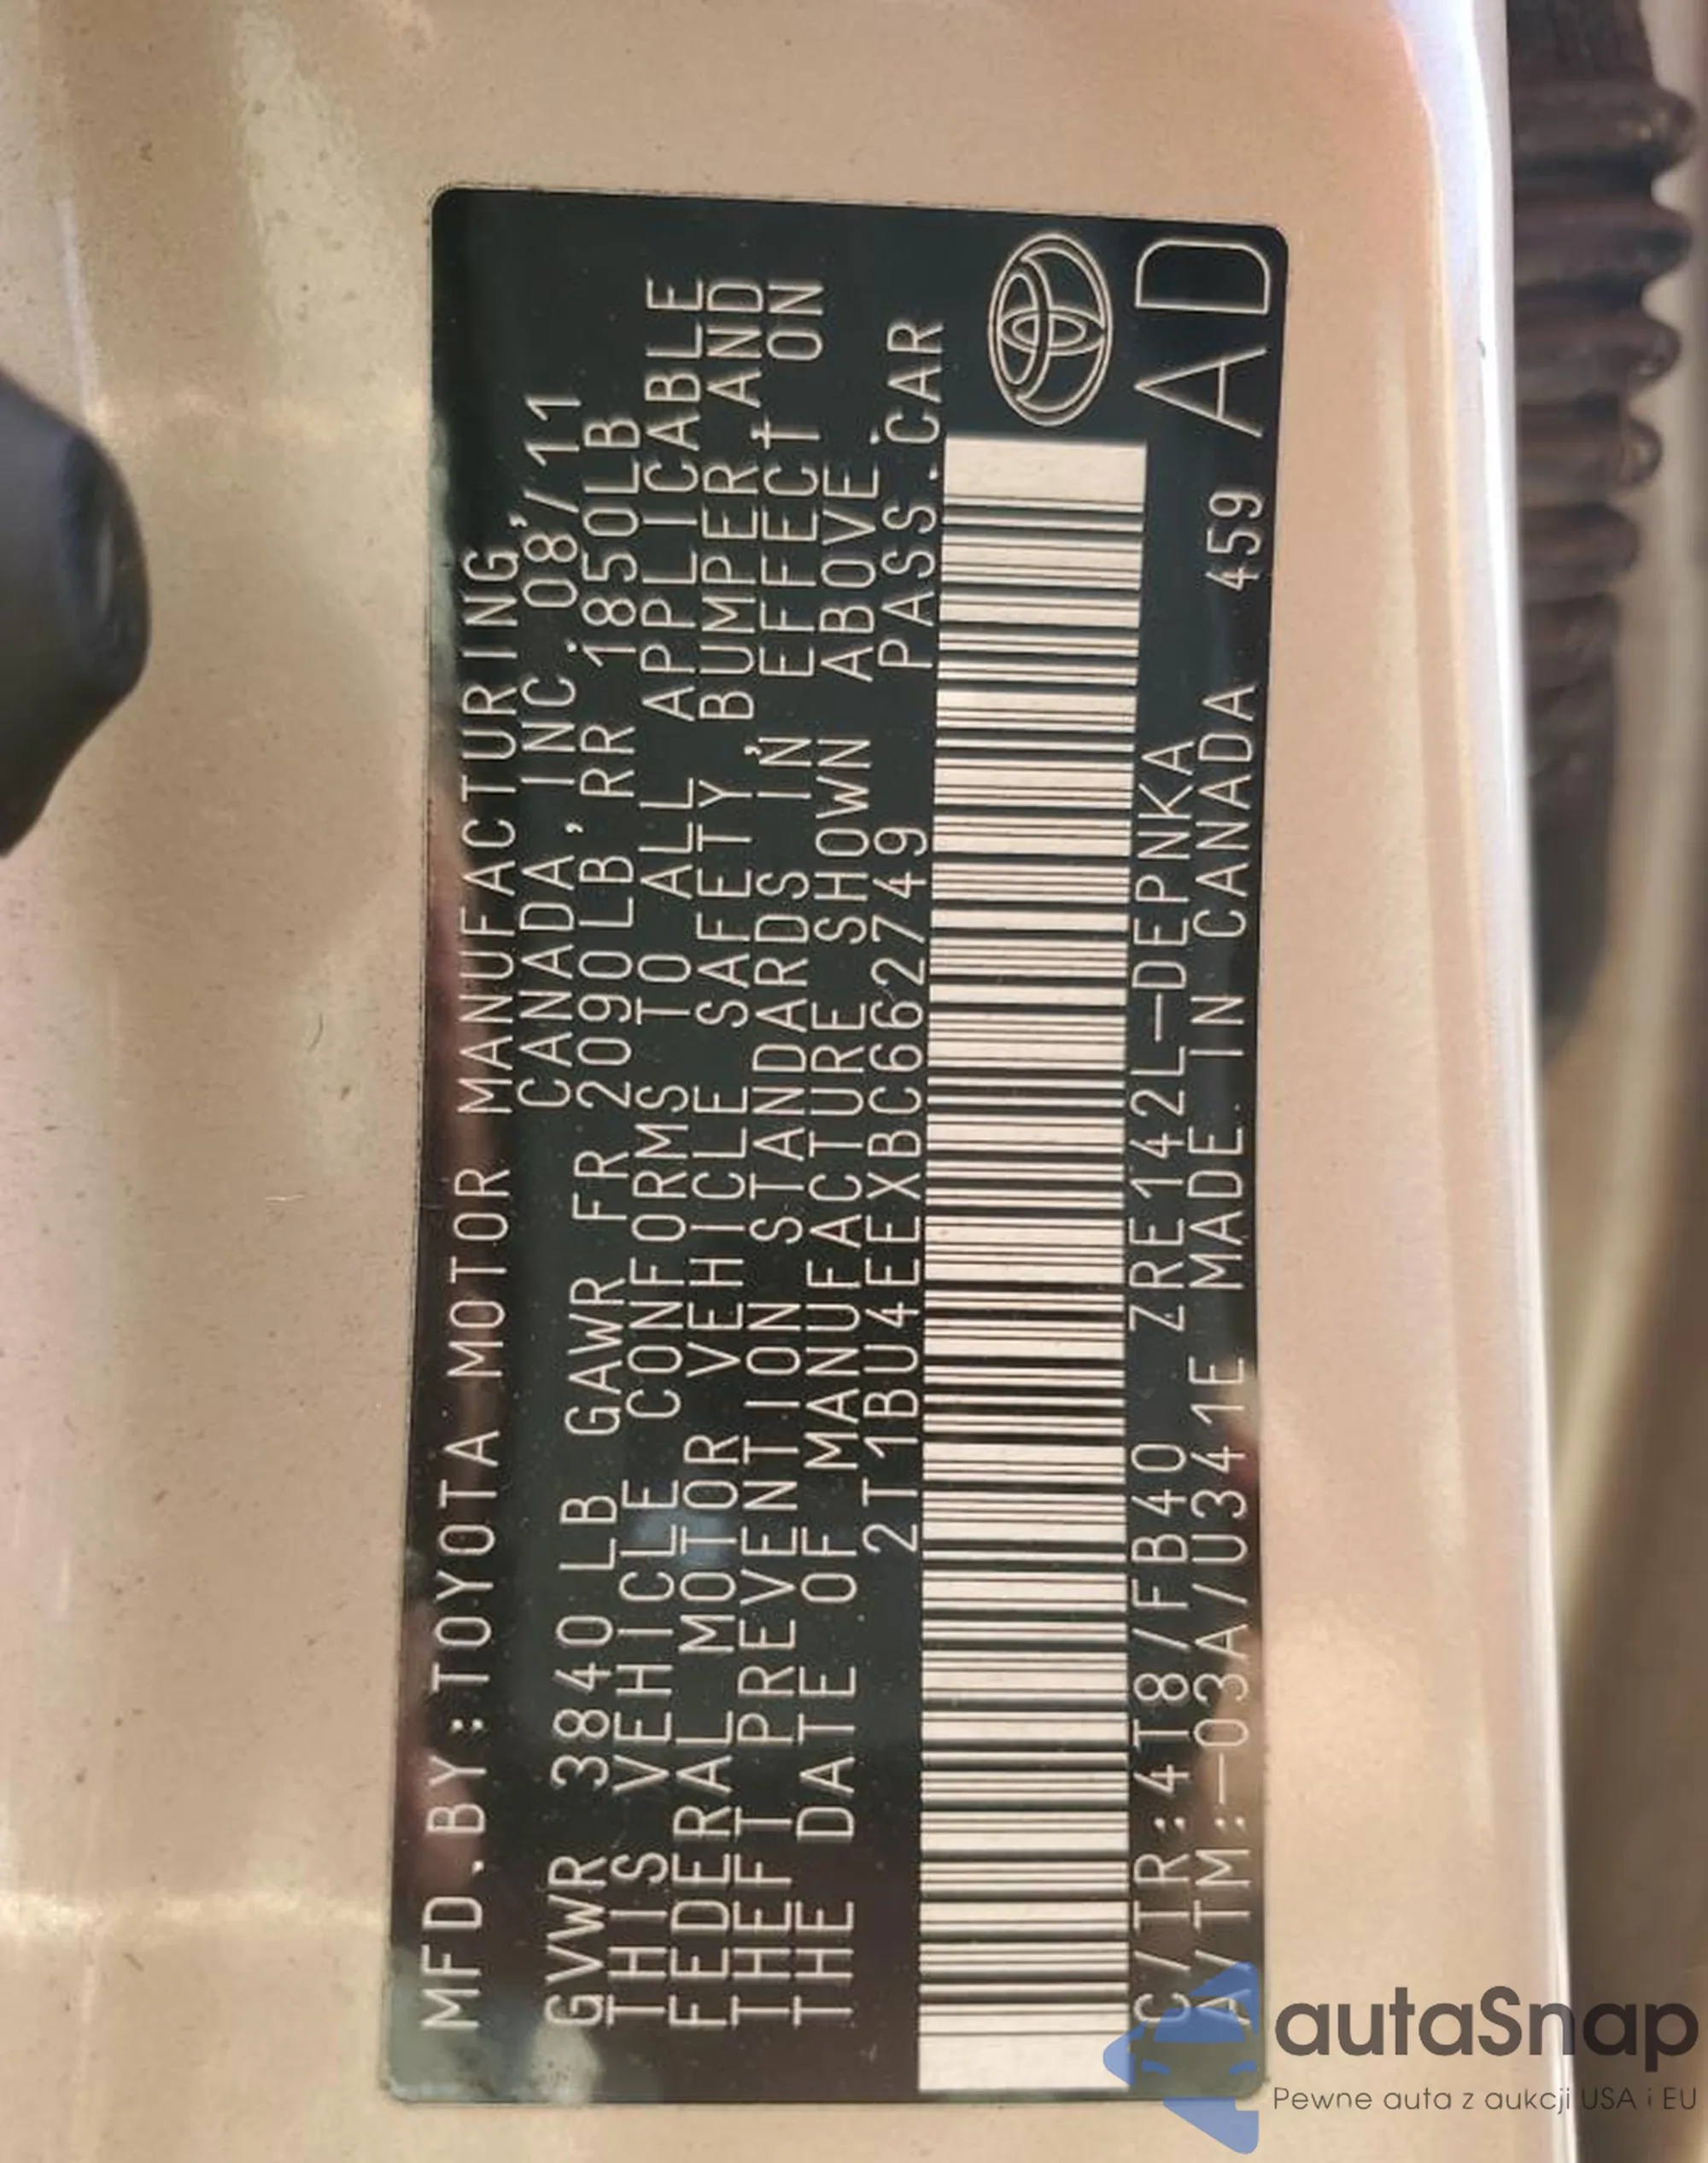 MFD.BY:TOYOTA MOTOR MANUFACTURING
CANADA, INC. 08/11
GVWR 3840 LB GAWR FR 2090LB, RR 1850LB
THIS VEHICLE CONFORMS TO ALL APPLICABLE
FEDERAL MOTOR VEHICLE SAFETY, BUMPER, AND
THEFT PREVENTION STANDARDS IN EFFECT ON
THE DATE OF MANUFACTURE SHOWN ABOVE.
2T1BU4EEXBC662749 PASS.CAR
C/TR:4T8/FB40 ZRE142L-DEPNKA
A/TM:-03A/U341E MADE IN CANADA 459 AD
autaSnap
Pewne auta z aukcji USA i EU